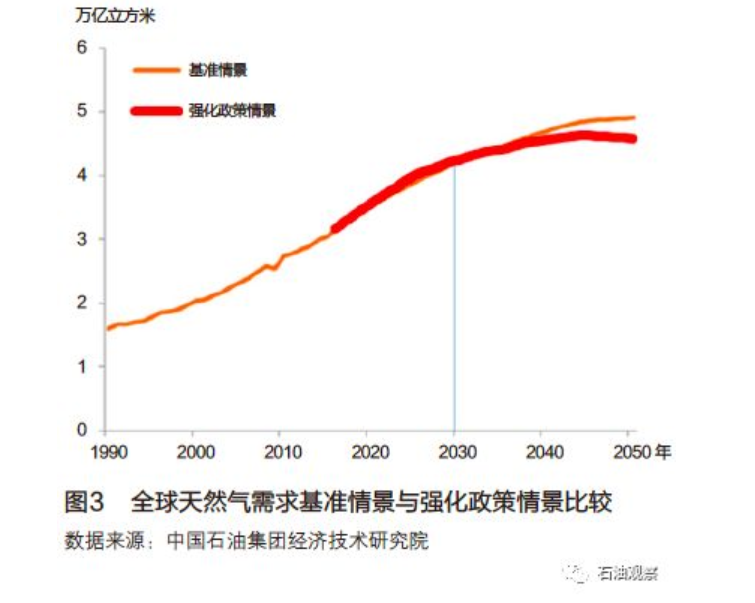 万亿立方米
6
基准情景
5
强化政策情景
4
3
2
1
0
1990 2000 2010 2020 2030 2040 2050 年
图3 全球天然气需求基准情景与强化政策情景比较
数据来源：中国石油集团经济技术研究院
石油观察